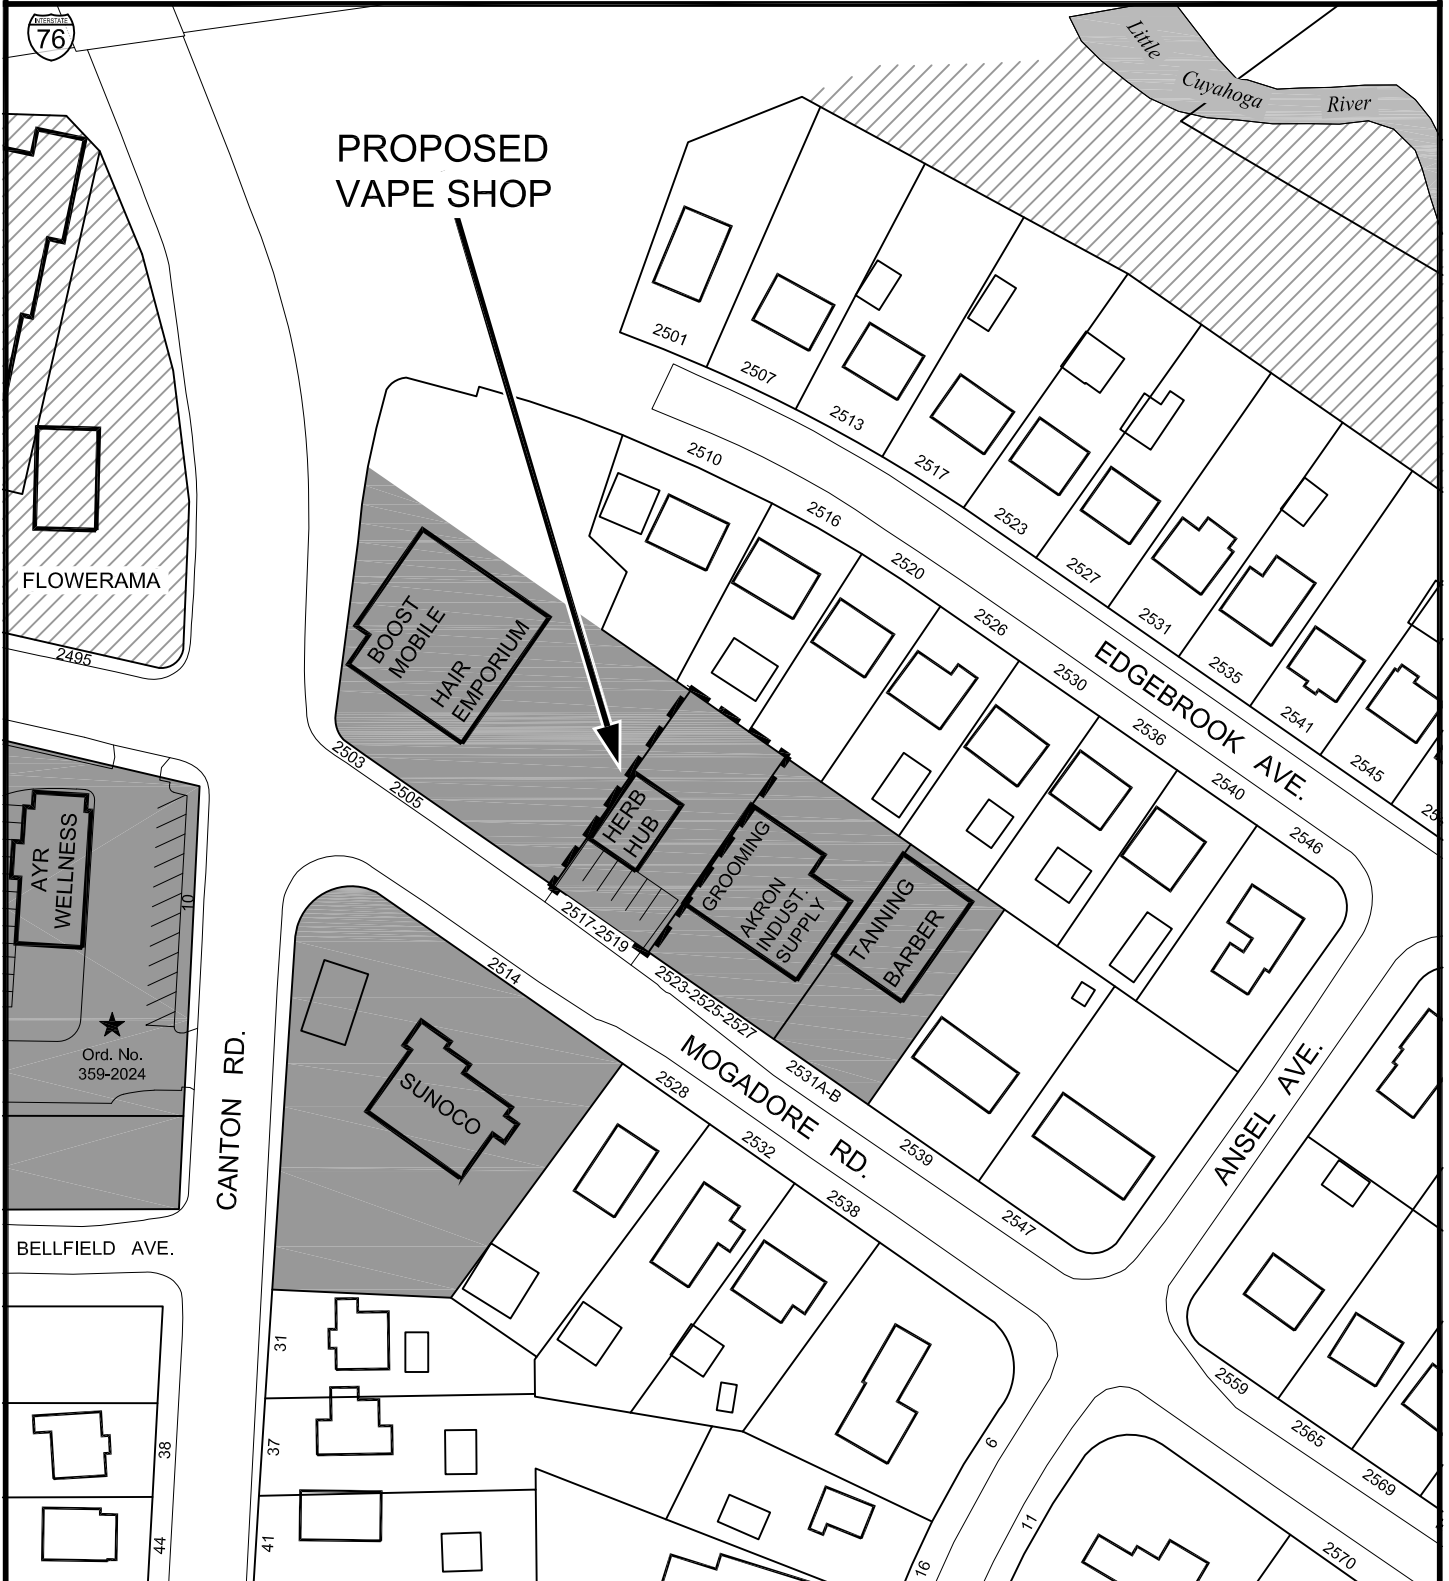 INTERSTATE
76
Little
Cuyahoga
River
PROPOSED
VAPE SHOP
2501
2507
2513
2517
2523
2527
2531
2535
2541
2545
2510
2516
2520
2526
2530
2536
2540
2546
EDGEBROOK AVE.
FLOWERAMA
2495
BOOST
MOBILE
HAIR
EMPORIUM
2503
2505
HERB
HUB
GROOMING
AKRON
INDUST.
SUPPLY
TANNING
BARBER
2517-2519
2523-2525-2527
2531A-B
2539
2547
AYR
WELLNESS
10
Ord. No.
359-2024
SUNOCO
2514
2528
2532
2538
MOGADORE RD.
CANTON RD.
ANSEL AVE.
BELLFIELD AVE.
31
37
41
38
44
6
16
11
2559
2565
2569
2570